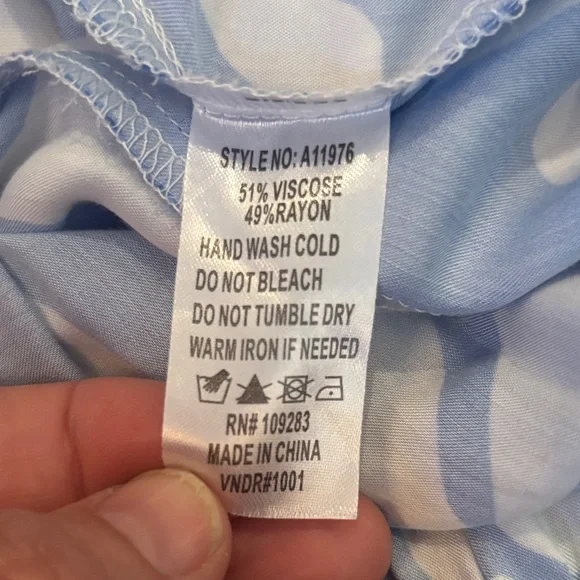 STYLE NO: A11976
51% VISCOSE
49%RAYON
HAND WASH COLD
DO NOT BLEACH
DO NOT TUMBLE DRY
WARM IRON IF NEEDED
RN# 109283
MADE IN CHINA
VNDR#1001